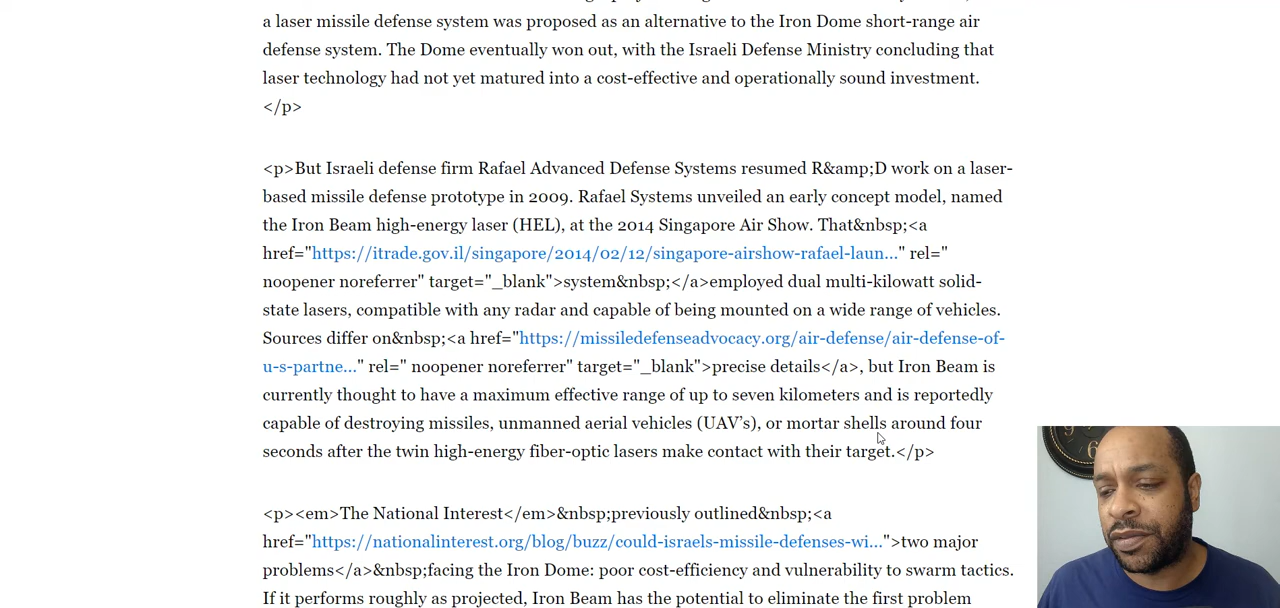 a laser missile defense system was proposed as an alternative to the Iron Dome short-range air
defense system. The Dome eventually won out, with the Israeli Defense Ministry concluding that
laser technology had not yet matured into a cost-effective and operationally sound investment.
</p>
<p>But Israeli defense firm Rafael Advanced Defense Systems resumed R&amp;D work on a laser-
based missile defense prototype in 2009. Rafael Systems unveiled an early concept model, named
the Iron Beam high-energy laser (HEL), at the 2014 Singapore Air Show. That&nbsp;<a
href="https://itrade.gov.il/singapore/2014/02/12/singapore-airshow-rafael-laun..." rel="
noopener noreferrer" target="_blank">system&nbsp;</a>employed dual multi-kilowatt solid-
state lasers, compatible with any radar and capable of being mounted on a wide range of vehicles.
Sources differ on&nbsp;<a href="https://missiledefenseadvocacy.org/air-defense/air-defense-of-
u-s-partne..." rel=" noopener noreferrer" target="_blank">precise details</a>, but Iron Beam is
currently thought to have a maximum effective range of up to seven kilometers and is reportedly
capable of destroying missiles, unmanned aerial vehicles (UAV's), or mortar shells around four
seconds after the twin high-energy fiber-optic lasers make contact with their target.</p>
<p><em>The National Interest</em>&nbsp;previously outlined&nbsp;<a
href="https://nationalinterest.org/blog/buzz/could-israels-missile-defenses-wi...">two major
problems</a>&nbsp;facing the Iron Dome: poor cost-efficiency and vulnerability to swarm tactics.
If it performs roughly as projected, Iron Beam has the potential to eliminate the first problem